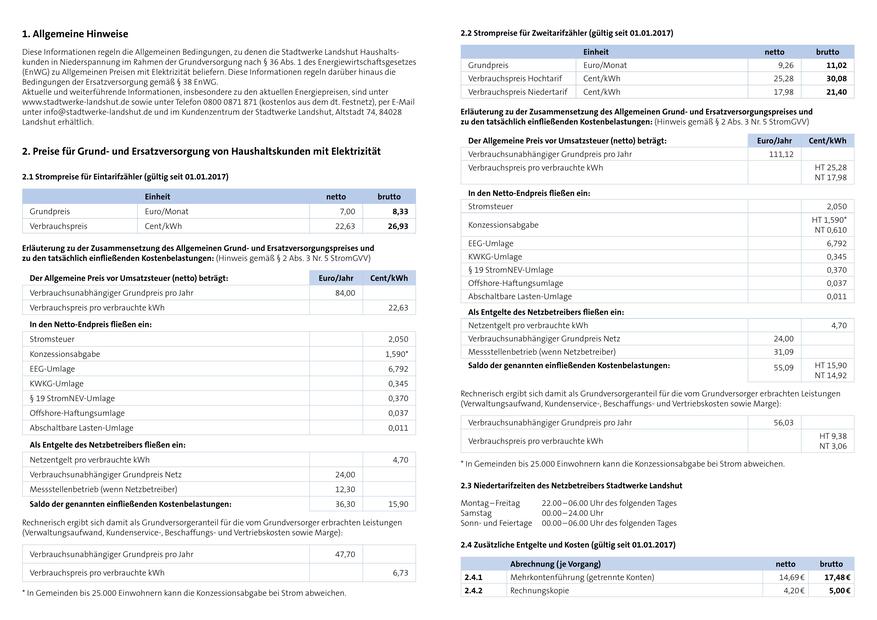 1. Allgemeine Hinweise
Diese Informationen regeln die Allgemeinen Bedingungen, zu denen die Stadtwerke Landshut Haushalts-
kunden in Niederspannung im Rahmen der Grundversorgung nach § 36 Abs. 1 des Energiewirtschaftsgesetzes
(EnWG) zu Allgemeinen Preisen mit Elektrizität beliefern. Diese Informationen regeln darüber hinaus die
Bedingungen der Ersatzversorgung gemäß § 38 EnWG.
Aktuelle und weiterführende Informationen, insbesondere zu den aktuellen Energiepreisen, sind unter
www.stadtwerke-landshut.de sowie unter Telefon 0800 0871 871 (kostenlos aus dem dt. Festnetz), per E-Mail
unter info@stadtwerke-landshut.de und im Kundenzentrum der Stadtwerke Landshut, Altstadt 74, 84028
Landshut erhältlich.
2. Preise für Grund- und Ersatzversorgung von Haushaltskunden mit Elektrizität
2.1 Strompreise für Eintarifzähler (gültig seit 01.01.2017)
Einheit netto brutto
Grundpreis Euro/Monat 7,00 8,33
Verbrauchspreis Cent/kWh 22,63 26,93
Erläuterung zu der Zusammensetzung des Allgemeinen Grund- und Ersatzversorgungspreises und
zu den tatsächlich einfließenden Kostenbelastungen: (Hinweis gemäß § 2 Abs. 3 Nr. 5 StromGVV)
Der Allgemeine Preis vor Umsatzsteuer (netto) beträgt: Euro/Jahr Cent/kWh
Verbrauchsunabhängiger Grundpreis pro Jahr 84,00
Verbrauchspreis pro verbrauchte kWh 22,63
In den Netto-Endpreis fließen ein:
Stromsteuer 2,050
Konzessionsabgabe 1,590*
EEG-Umlage 6,792
KWKG-Umlage 0,345
§ 19 StromNEV-Umlage 0,370
Offshore-Haftungsumlage 0,037
Abschaltbare Lasten-Umlage 0,011
Als Entgelte des Netzbetreibers fließen ein:
Netzentgelt pro verbrauchte kWh 4,70
Verbrauchsunabhängiger Grundpreis Netz 24,00
Messstellenbetrieb (wenn Netzbetreiber) 12,30
Saldo der genannten einfließenden Kostenbelastungen: 36,30 15,90
Rechnerisch ergibt sich damit als Grundversorgeranteil für die vom Grundversorger erbrachten Leistungen
(Verwaltungsaufwand, Kundenservice-, Beschaffungs- und Vertriebskosten sowie Marge):
Verbrauchsunabhängiger Grundpreis pro Jahr 47,70
Verbrauchspreis pro verbrauchte kWh 6,73
* In Gemeinden bis 25.000 Einwohnern kann die Konzessionsabgabe bei Strom abweichen.
2.2 Strompreise für Zweitarifzähler (gültig seit 01.01.2017)
Einheit netto brutto
Grundpreis Euro/Monat 9,26 11,02
Verbrauchspreis Hochtarif Cent/kWh 25,28 30,08
Verbrauchspreis Niedertarif Cent/kWh 17,98 21,40
Erläuterung zu der Zusammensetzung des Allgemeinen Grund- und Ersatzversorgungspreises und
zu den tatsächlich einfließenden Kostenbelastungen: (Hinweis gemäß § 2 Abs. 3 Nr. 5 StromGVV)
Der Allgemeine Preis vor Umsatzsteuer (netto) beträgt: Euro/Jahr Cent/kWh
Verbrauchsunabhängiger Grundpreis pro Jahr 111,12
Verbrauchspreis pro verbrauchte kWh HT 25,28
NT 17,98
In den Netto-Endpreis fließen ein:
Stromsteuer 2,050
Konzessionsabgabe HT 1,590*
NT 0,610
EEG-Umlage 6,792
KWKG-Umlage 0,345
§ 19 StromNEV-Umlage 0,370
Offshore-Haftungsumlage 0,037
Abschaltbare Lasten-Umlage 0,011
Als Entgelte des Netzbetreibers fließen ein:
Netzentgelt pro verbrauchte kWh 4,70
Verbrauchsunabhängiger Grundpreis Netz 24,00
Messstellenbetrieb (wenn Netzbetreiber) 31,09
Saldo der genannten einfließenden Kostenbelastungen: 55,09 HT 15,90
NT 14,92
Rechnerisch ergibt sich damit als Grundversorgeranteil für die vom Grundversorger erbrachten Leistungen
(Verwaltungsaufwand, Kundenservice-, Beschaffungs- und Vertriebskosten sowie Marge):
Verbrauchsunabhängiger Grundpreis pro Jahr 56,03
Verbrauchspreis pro verbrauchte kWh HT 9,38
NT 3,06
* In Gemeinden bis 25.000 Einwohnern kann die Konzessionsabgabe bei Strom abweichen.
2.3 Niedertarifzeiten des Netzbetreibers Stadtwerke Landshut
Montag – Freitag 22.00 – 06.00 Uhr des folgenden Tages
Samstag 00.00 – 24.00 Uhr
Sonn- und Feiertage 00.00 – 06.00 Uhr des folgenden Tages
2.4 Zusätzliche Entgelte und Kosten (gültig seit 01.01.2017)
Abrechnung (je Vorgang) netto brutto
2.4.1 Mehrkontenführung (getrennte Konten) 14,69 € 17,48 €
2.4.2 Rechnungskopie 4,20 € 5,00 €